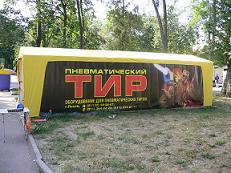 ПНЕВМАТИЧЕСКИЙ
ТИР
ОБОРУДОВАНИЕ ДЛЯ ПНЕВМАТИЧЕСКИХ ТИРОВ